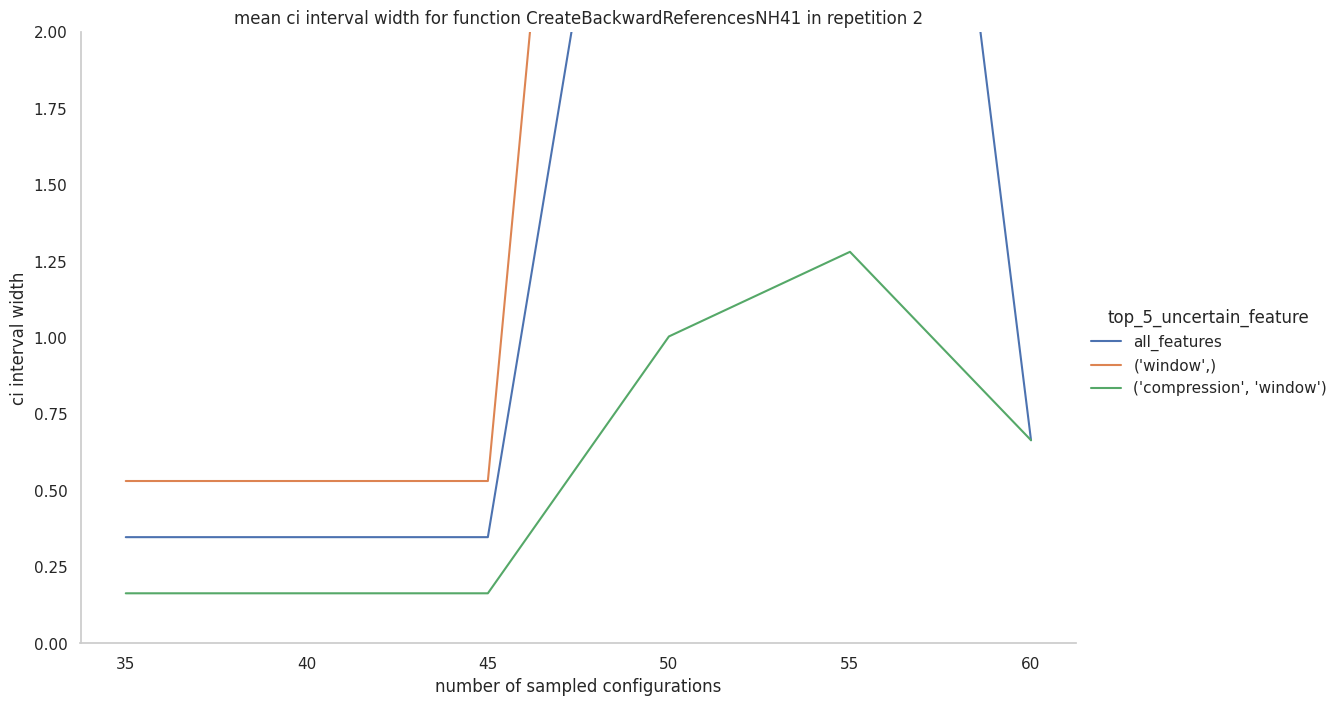 mean ci interval width for function CreateBackwardReferencesNH41 in repetition 2
2.00
1.75
1.50
1.25
1.00
0.75
0.50
0.25
0.00
ci interval width
35
40
45
50
55
60
number of sampled configurations
top_5_uncertain_feature
all_features
('window',)
('compression', 'window')